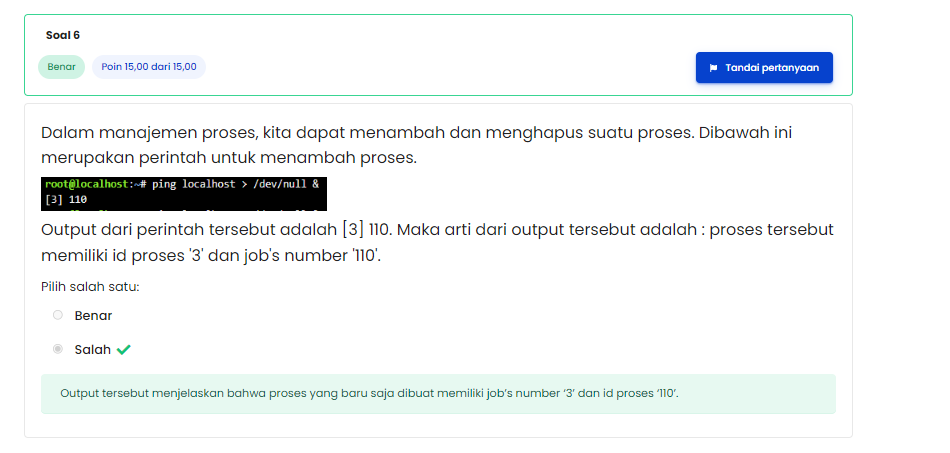 Soal 6
Benar
Poin 15,00 dari 15,00
Tandai pertanyaan
Dalam manajemen proses, kita dapat menambah dan menghapus suatu proses. Dibawah ini
merupakan perintah untuk menambah proses.
root@localhost:~# ping localhost > /dev/null &
[3] 110
Output dari perintah tersebut adalah [3] 110. Maka arti dari output tersebut adalah : proses tersebut
memiliki id proses '3' dan job's number '110'.
Pilih salah satu:
Benar
Salah
Output tersebut menjelaskan bahwa proses yang baru saja dibuat memiliki job's number ‘3’ dan id proses ‘110’.